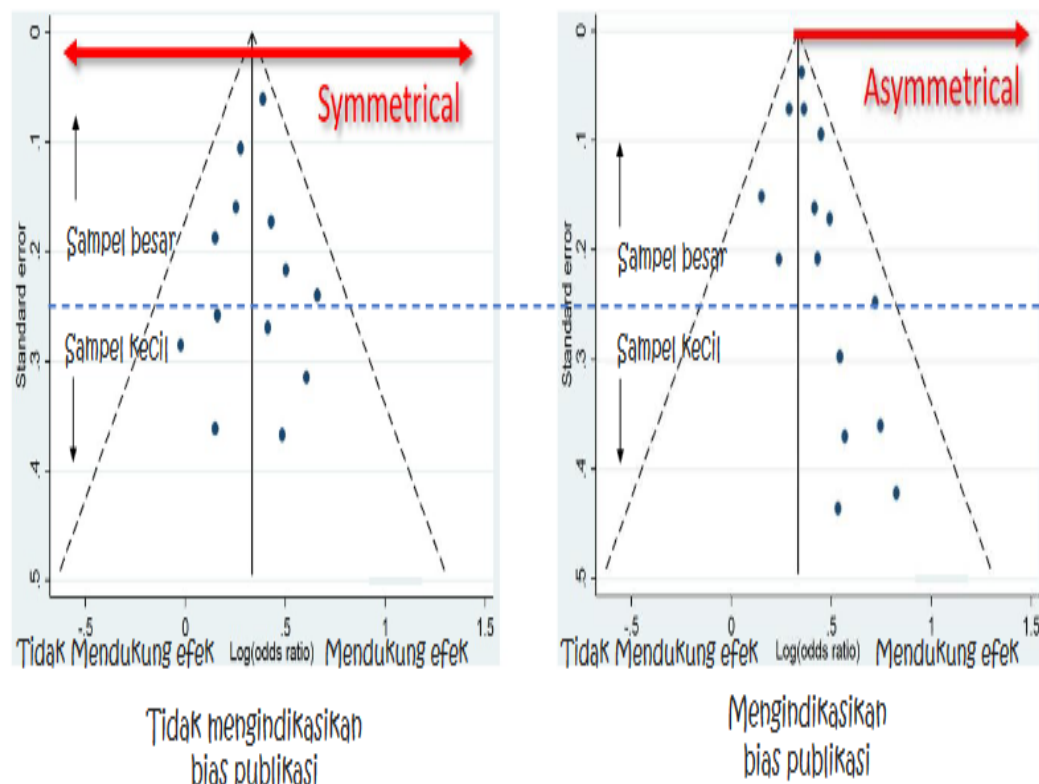 0
.1
.2
.3
.4
.5
Standard error
Symmetrical
Sampel besar
Sampel Kecil
-.5
0
.5
1
1.5
Tidak Mendukung efek
Log(odds ratio)
Mendukung efek
Tidak mengindikasikan
bias publikasi
0
.1
.2
.3
.4
.5
Standard error
Asymmetrical
Sampel besar
Sampel Kecil
-.5
0
.5
1
1.5
Tidak Mendukung efek
Log(odds ratio)
Mendukung efek
Mengindikasikan
bias publikasi